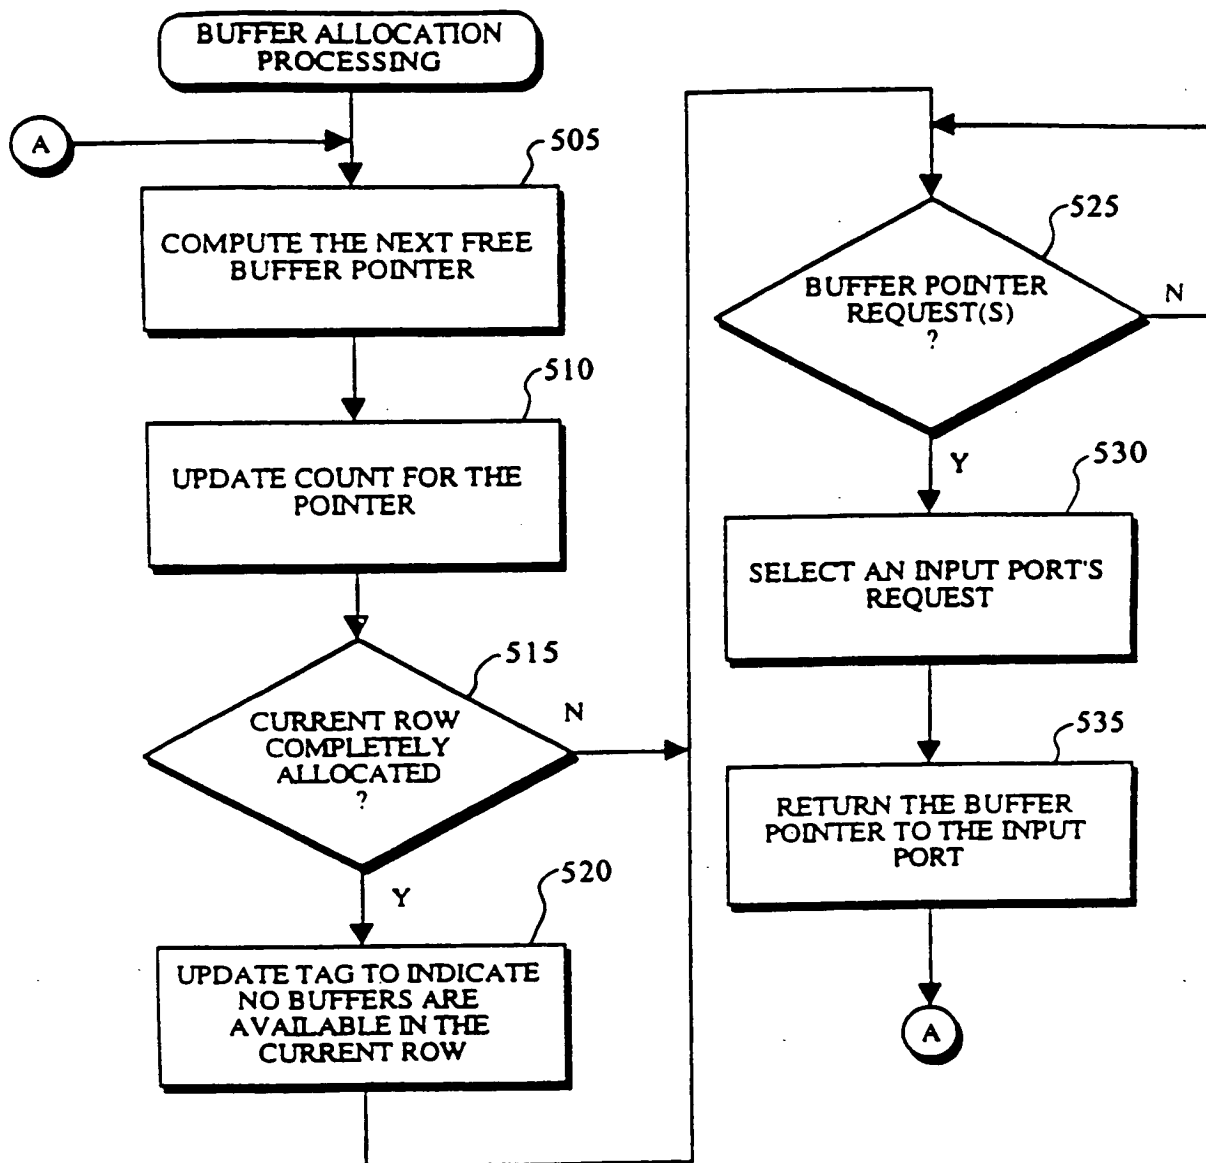 BUFFER ALLOCATION
PROCESSING
A
505
COMPUTE THE NEXT FREE
BUFFER POINTER
510
UPDATE COUNT FOR THE
POINTER
515
CURRENT ROW
COMPLETELY
ALLOCATED
?
N
Y
520
UPDATE TAG TO INDICATE
NO BUFFERS ARE
AVAILABLE IN THE
CURRENT ROW
525
BUFFER POINTER
REQUEST(S)
?
N
Y
530
SELECT AN INPUT PORT'S
REQUEST
535
RETURN THE BUFFER
POINTER TO THE INPUT
PORT
A